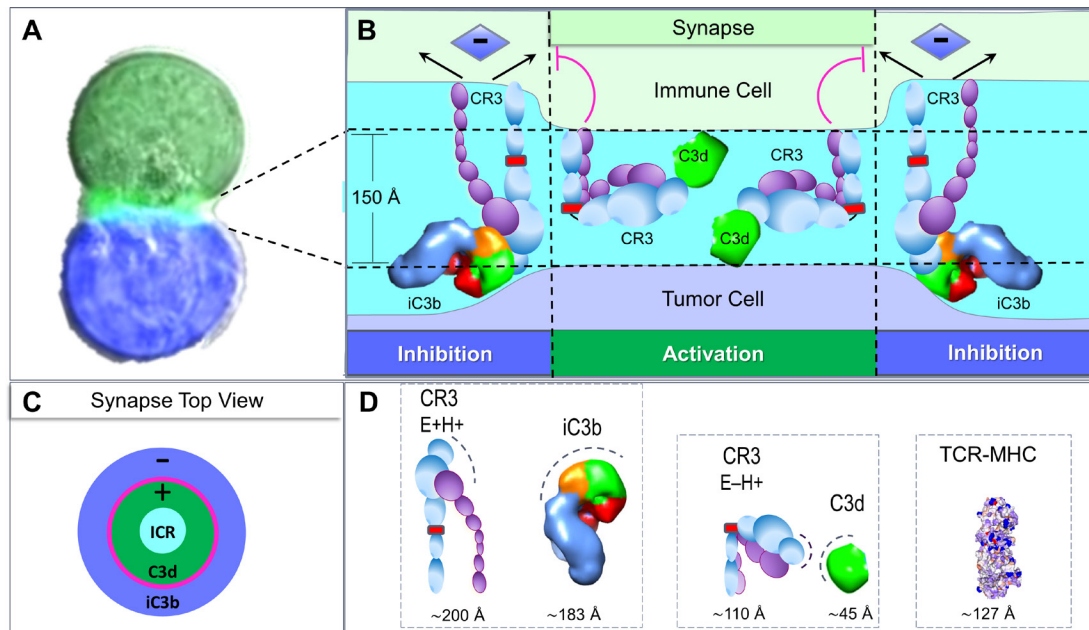 A
B
Synapse
Immune Cell
–
CR3
150 Å
iC3b
CR3
C3d
C3d
CR3
–
CR3
iC3b
Tumor Cell
Inhibition
Activation
Inhibition
C
Synapse Top View
–
+
ICR
C3d
iC3b
D
CR3
E+H+
~200 Å
iC3b
~183 Å
CR3
E–H+
~110 Å
C3d
~45 Å
TCR-MHC
~127 Å